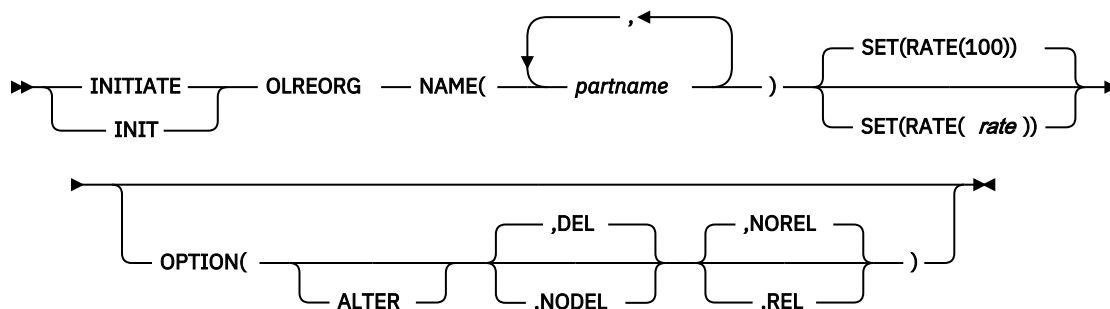 ,
SET(RATE(100))
INITIATE OLREORG NAME( partname )
INIT SET(RATE( rate ))
,DEL ,NOREL
OPTION( )
ALTER ,NODEL ,REL